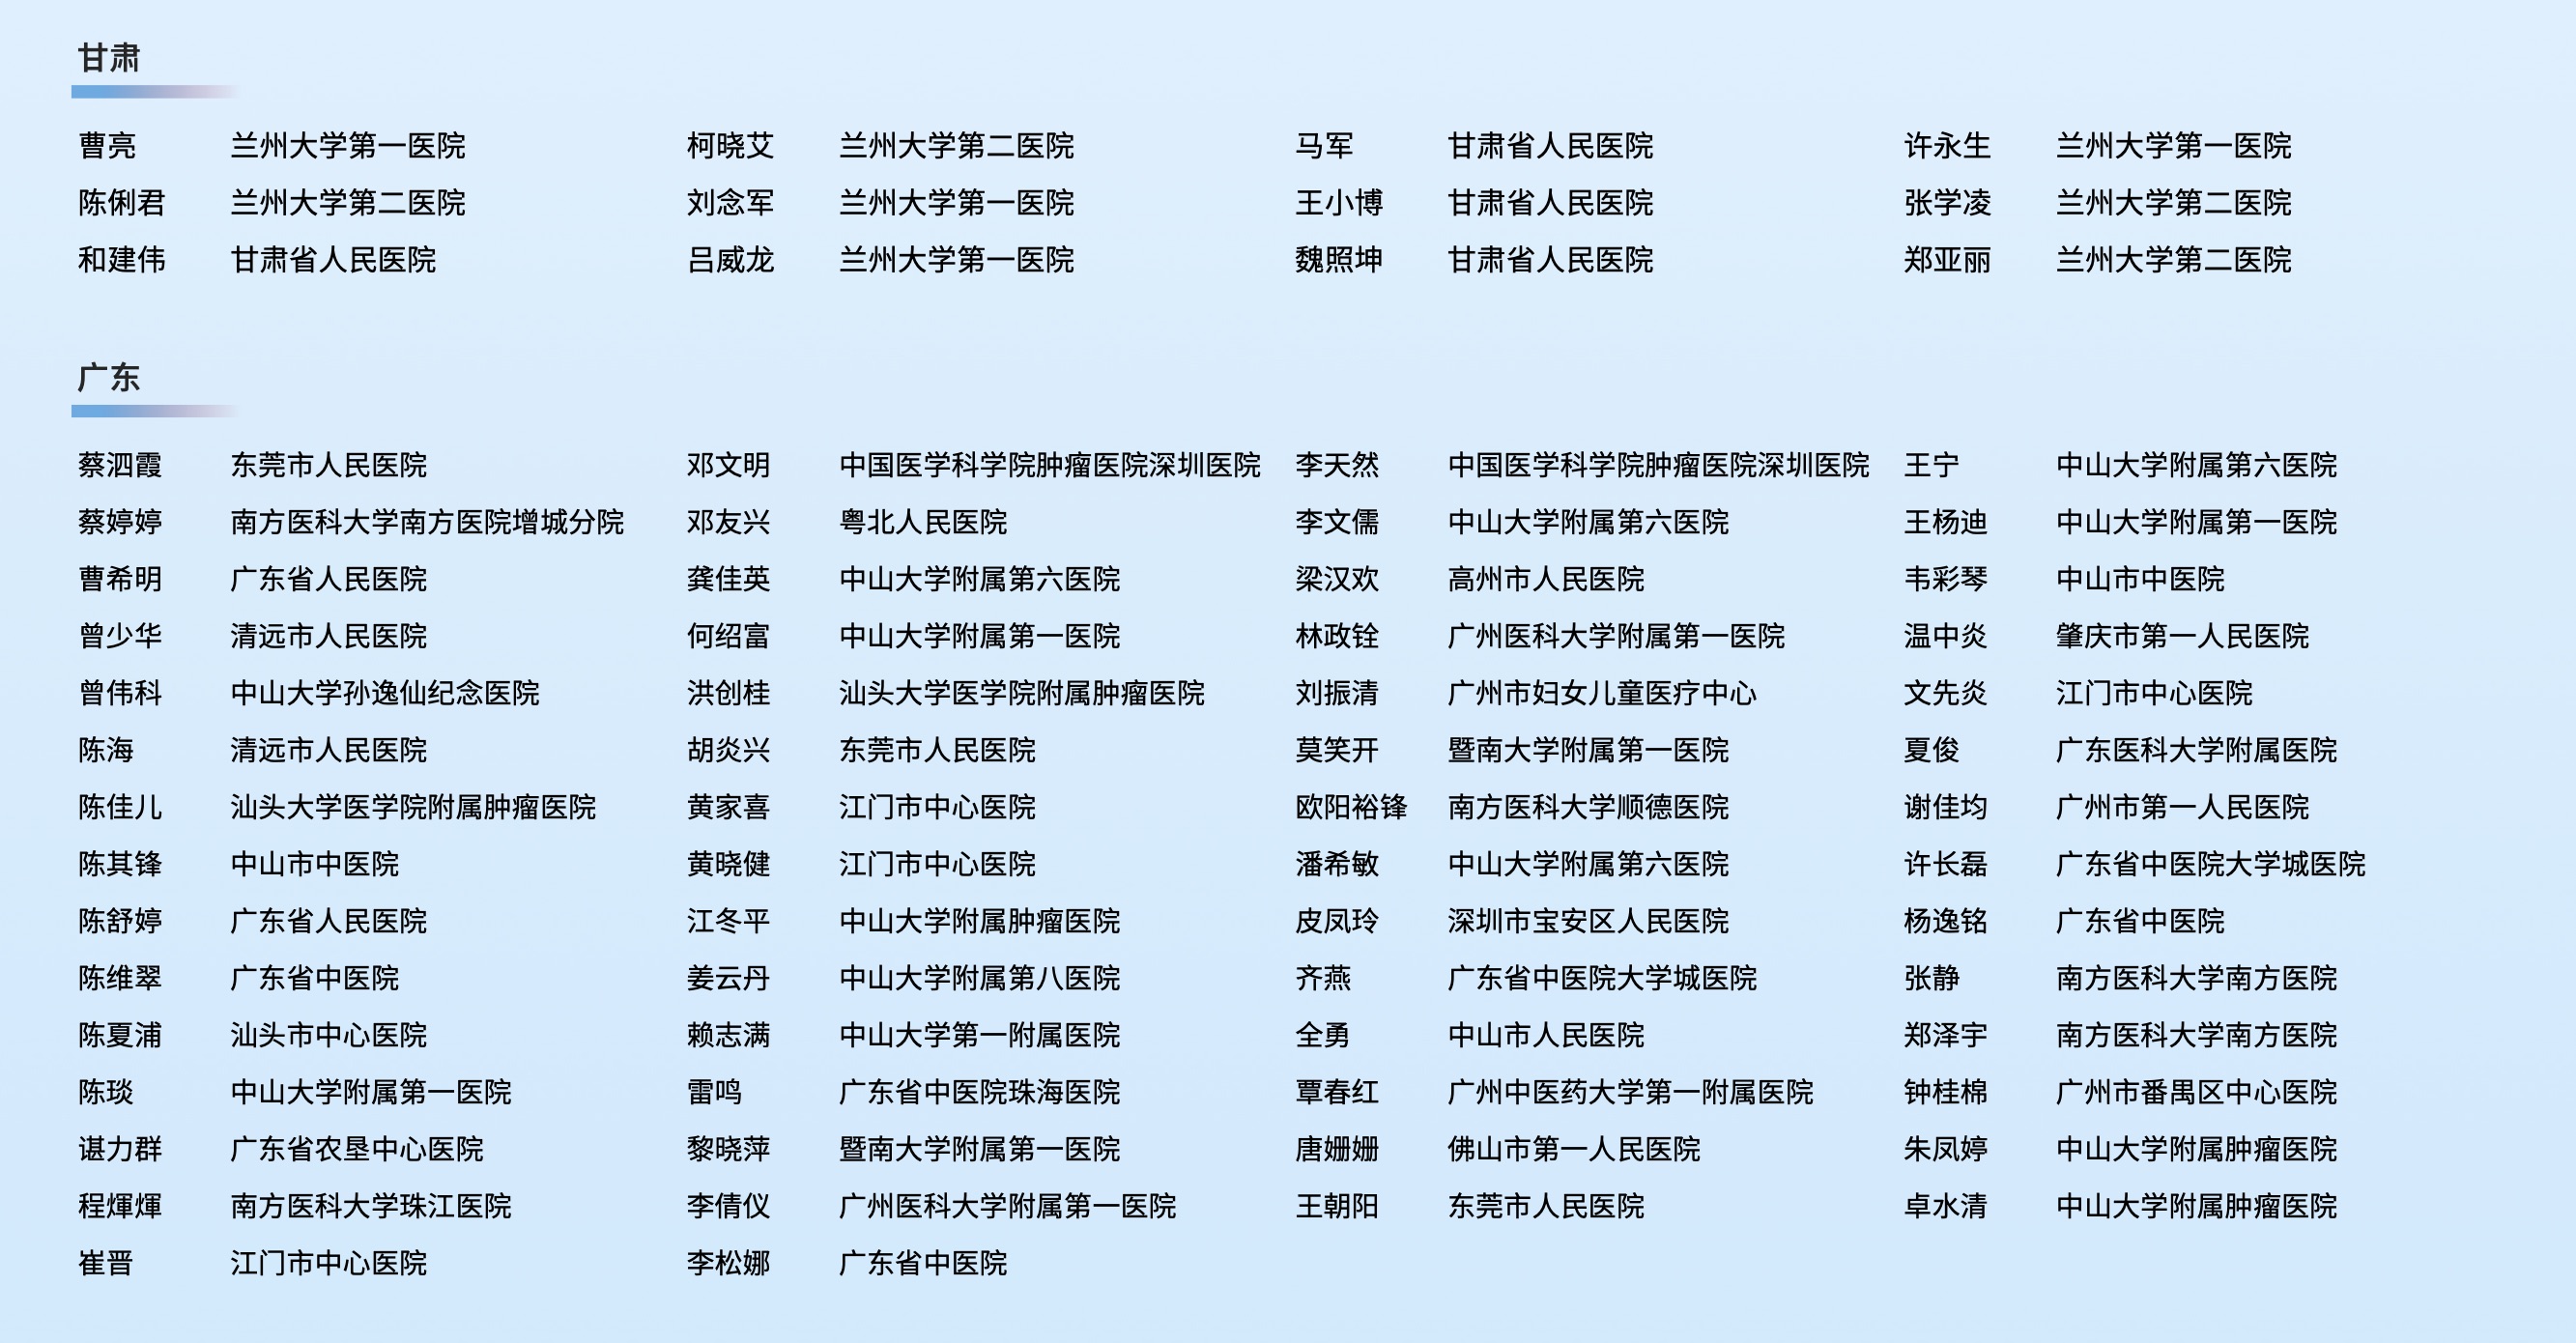 甘肃
曹亮 兰州大学第一医院 柯晓艾 兰州大学第二医院 马军 甘肃省人民医院 许永生 兰州大学第一医院
陈俐君 兰州大学第二医院 刘念军 兰州大学第一医院 王小博 甘肃省人民医院 张学凌 兰州大学第二医院
和建伟 甘肃省人民医院 吕威龙 兰州大学第一医院 魏照坤 甘肃省人民医院 郑亚丽 兰州大学第二医院
广东
蔡泗霞 东莞市人民医院 邓文明 中国医学科学院肿瘤医院深圳医院 李天然 中国医学科学院肿瘤医院深圳医院 王宁 中山大学附属第六医院
蔡婷婷 南方医科大学南方医院增城分院 邓友兴 粤北人民医院 李文儒 中山大学附属第六医院 王杨迪 中山大学附属第一医院
曹希明 广东省人民医院 龚佳英 中山大学附属第六医院 梁汉欢 高州市人民医院 韦彩琴 中山市中医院
曾少华 清远市人民医院 何绍富 中山大学附属第一医院 林政铨 广州医科大学附属第一医院 温中炎 肇庆市第一人民医院
曾伟科 中山大学孙逸仙纪念医院 洪创桂 汕头大学医学院附属肿瘤医院 刘振清 广州市妇女儿童医疗中心 文先炎 江门市中心医院
陈海 清远市人民医院 胡炎兴 东莞市人民医院 莫笑开 暨南大学附属第一医院 夏俊 广东医科大学附属医院
陈佳儿 汕头大学医学院附属肿瘤医院 黄家喜 江门市中心医院 欧阳裕锋 南方医科大学顺德医院 谢佳均 广州市第一人民医院
陈其锋 中山市中医院 黄晓健 江门市中心医院 潘希敏 中山大学附属第六医院 许长磊 广东省中医院大学城医院
陈舒婷 广东省人民医院 江冬平 中山大学附属肿瘤医院 皮凤玲 深圳市宝安区人民医院 杨逸铭 广东省中医院
陈维翠 广东省中医院 姜云丹 中山大学附属第八医院 齐燕 广东省中医院大学城医院 张静 南方医科大学南方医院
陈夏浦 汕头市中心医院 赖志满 中山大学第一附属医院 全勇 中山市人民医院 郑泽宇 南方医科大学南方医院
陈琰 中山大学附属第一医院 雷鸣 广东省中医院珠海医院 覃春红 广州中医药大学第一附属医院 钟桂棉 广州市番禺区中心医院
谌力群 广东省农垦中心医院 黎晓萍 暨南大学附属第一医院 唐姗姗 佛山市第一人民医院 朱凤婷 中山大学附属肿瘤医院
程煇煇 南方医科大学珠江医院 李倩仪 广州医科大学附属第一医院 王朝阳 东莞市人民医院 卓水清 中山大学附属肿瘤医院
崔晋 江门市中心医院 李松娜 广东省中医院